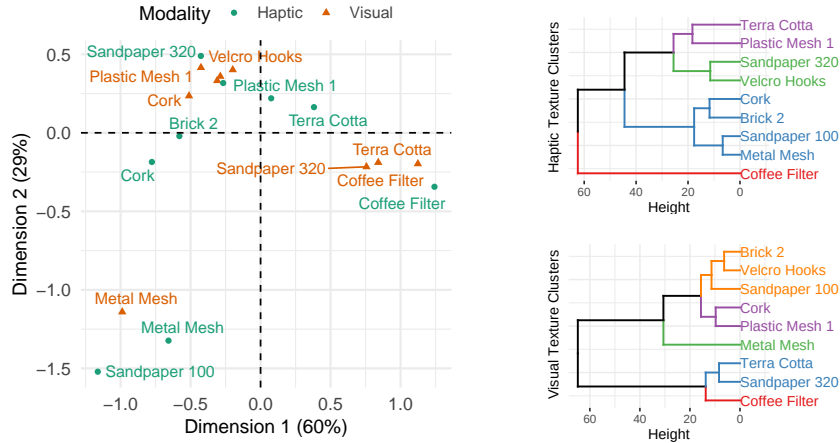 Modality Haptic Visual
Dimension 2 (29%)
0.5
0.0
−0.5
−1.0
−1.5
Sandpaper 320
Velcro Hooks
Plastic Mesh 1
Plastic Mesh 1
Cork
Terra Cotta
Brick 2
Terra Cotta
Cork
Sandpaper 320
Coffee Filter
Coffee Filter
Metal Mesh
Metal Mesh
Sandpaper 100
−1.0 −0.5 0.0 0.5 1.0
Dimension 1 (60%)
Haptic Texture Clusters
Terra Cotta
Plastic Mesh 1
Sandpaper 320
Velcro Hooks
Cork
Brick 2
Sandpaper 100
Metal Mesh
Coffee Filter
60 40 20 0
Height
Visual Texture Clusters
Brick 2
Velcro Hooks
Sandpaper 100
Cork
Plastic Mesh 1
Metal Mesh
Terra Cotta
Sandpaper 320
Coffee Filter
60 40 20 0
Height